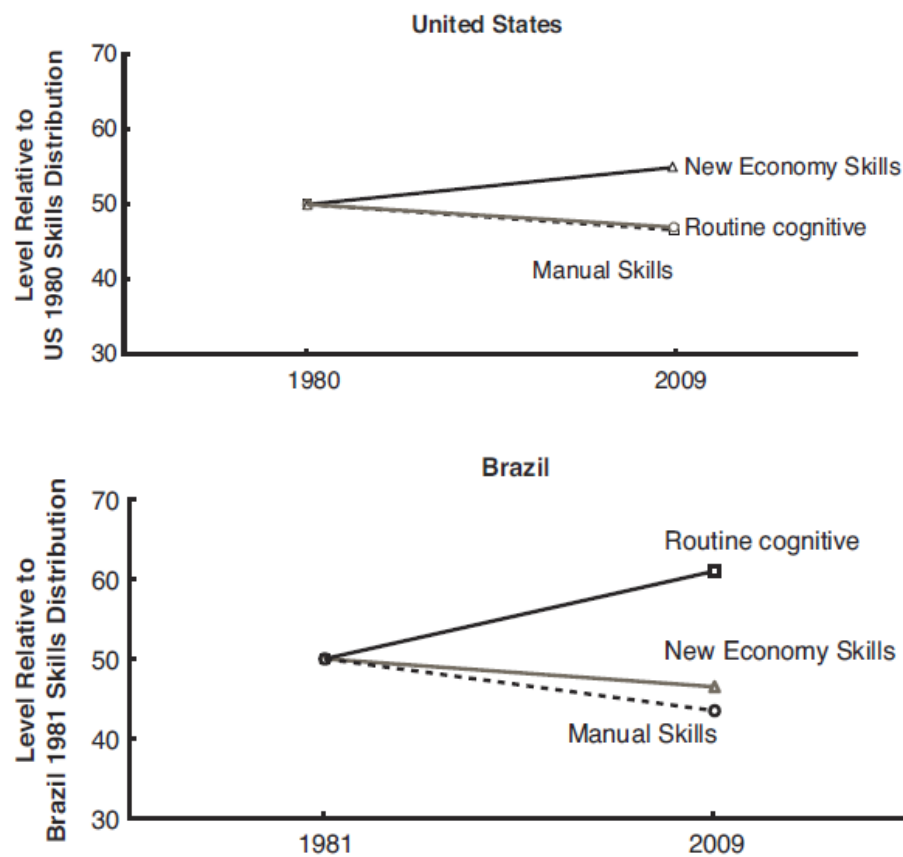 United States
Level Relative to
US 1980 Skills Distribution
70
60
50
40
30
New Economy Skills
Routine cognitive
Manual Skills
1980
2009
Brazil
Level Relative to
Brazil 1981 Skills Distribution
70
60
50
40
30
Routine cognitive
New Economy Skills
Manual Skills
1981
2009